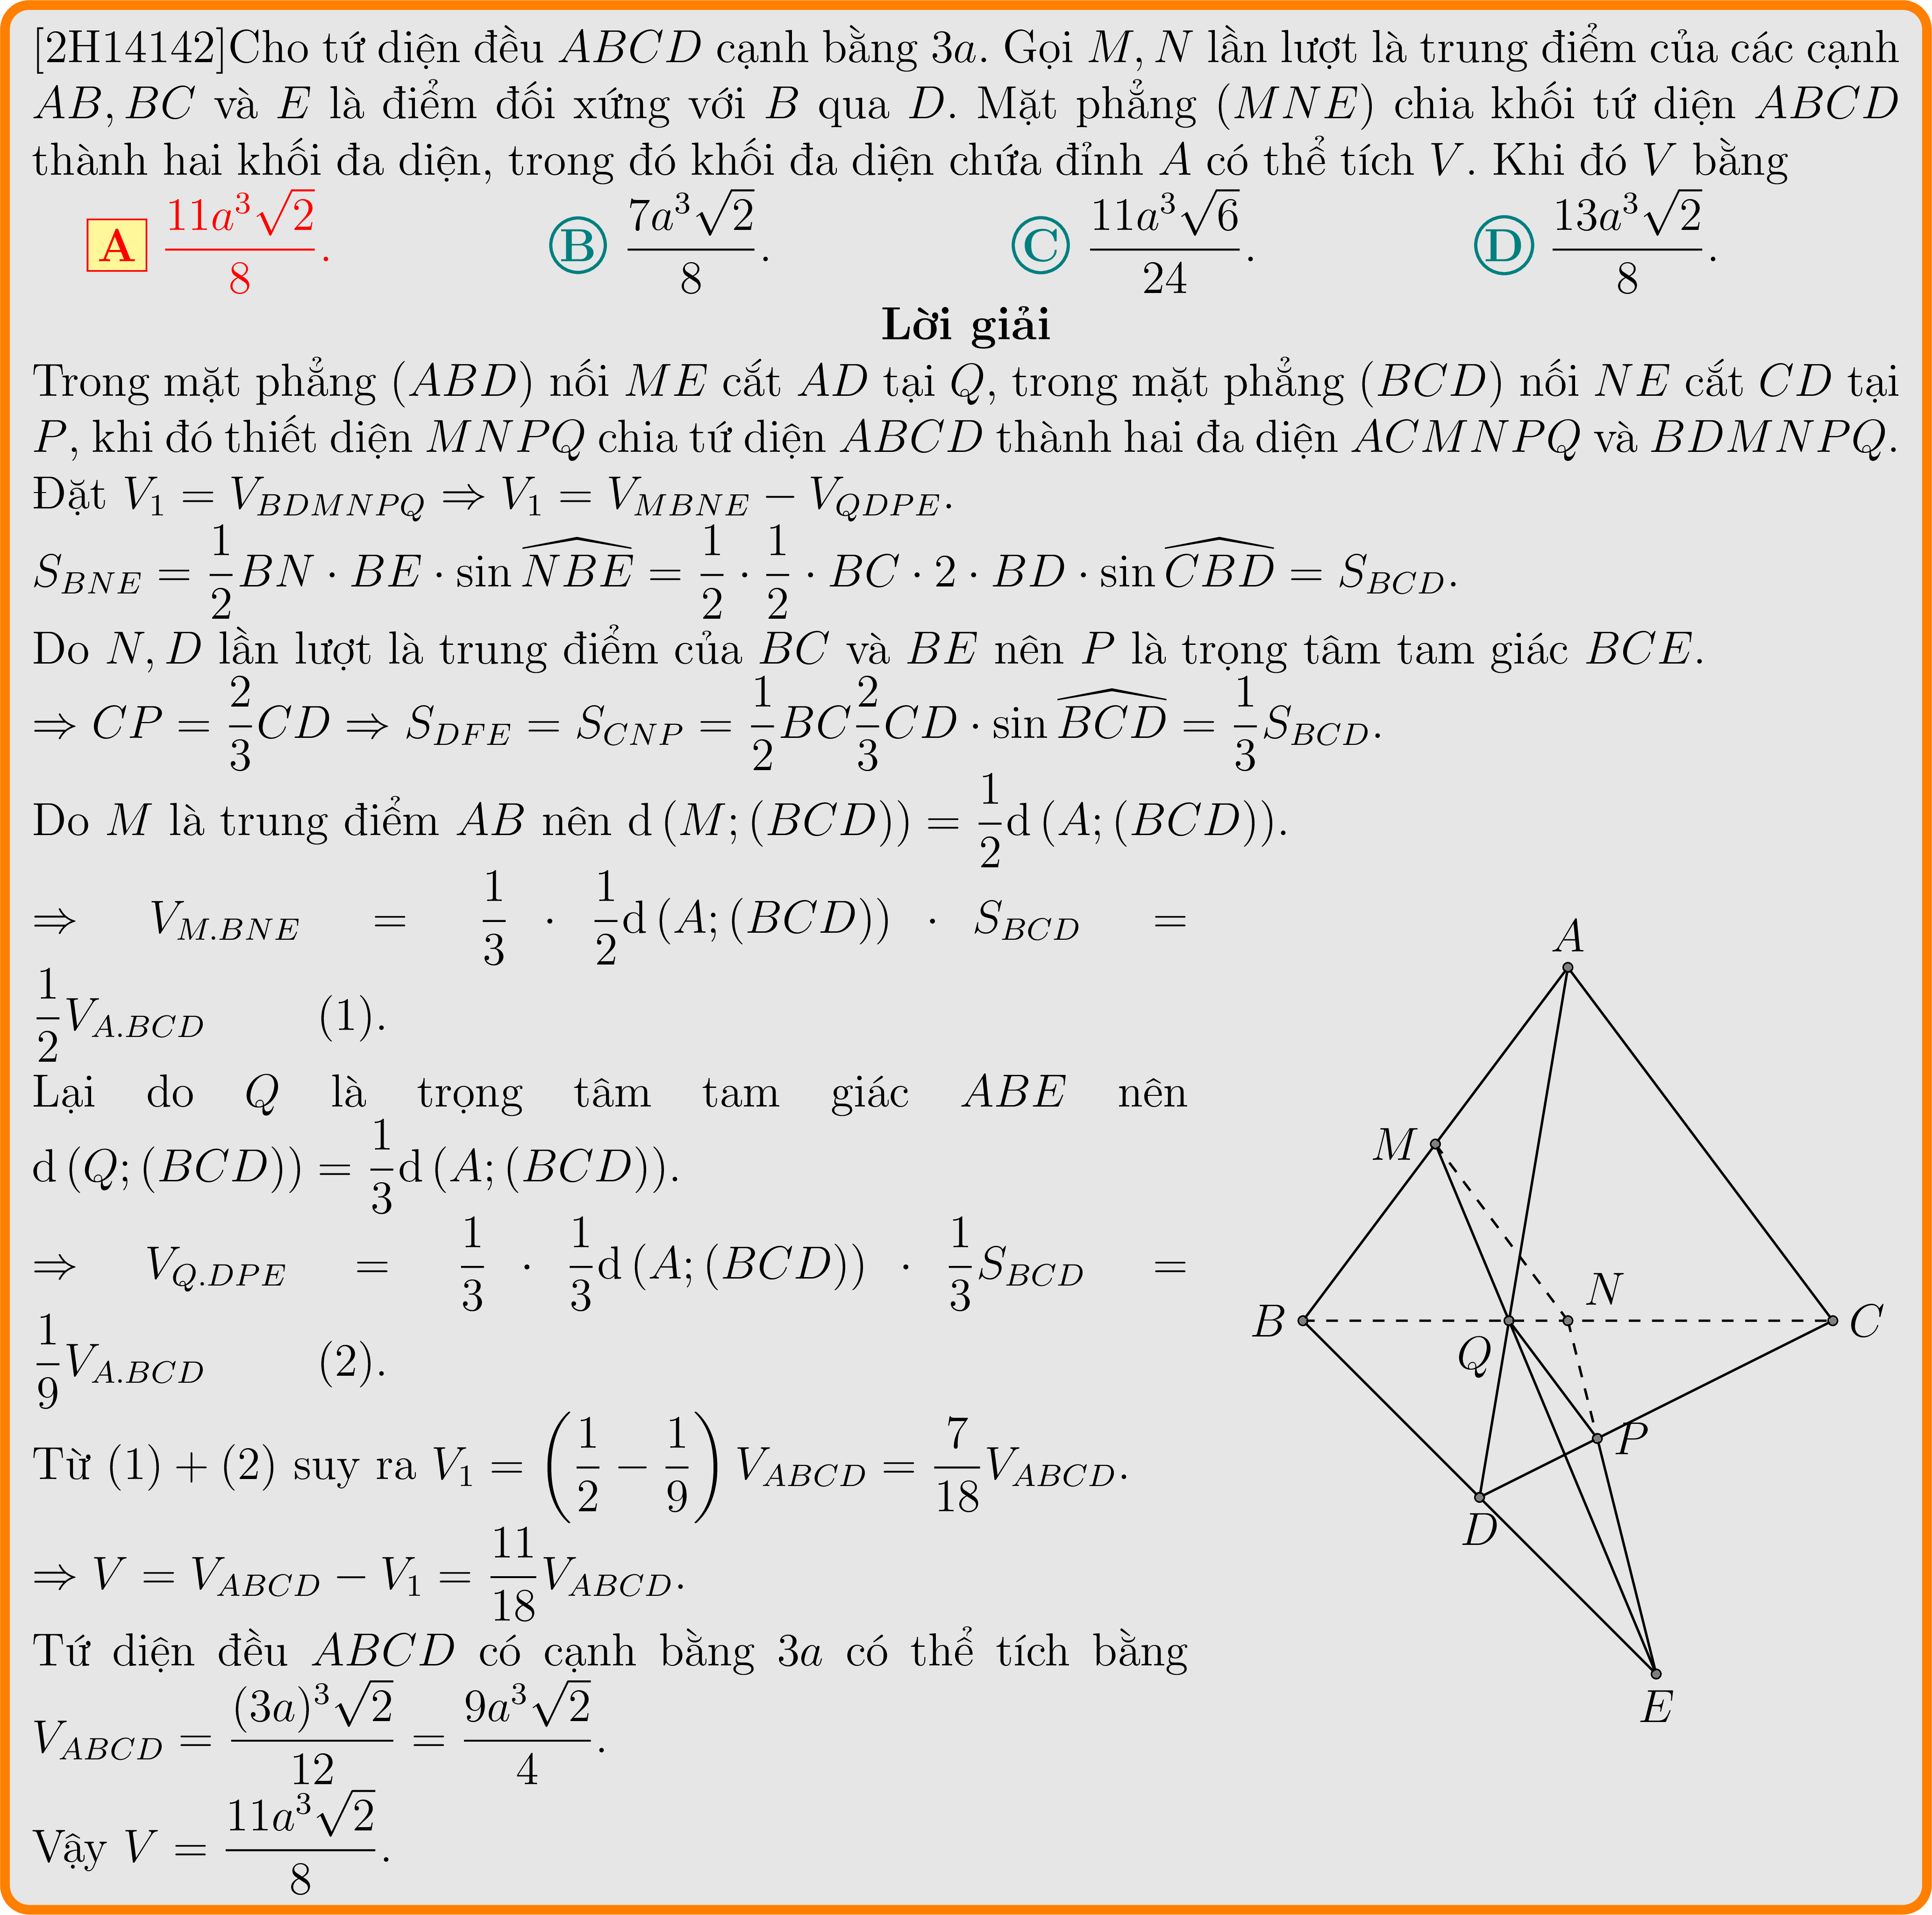 [2H14142]Cho tứ diện đều ABCD cạnh bằng 3a. Gọi M, N lần lượt là trung điểm của các cạnh
AB, BC và E là điểm đối xứng với B qua D. Mặt phẳng (MNE) chia khối tứ diện ABCD
thành hai khối đa diện, trong đó khối đa diện chứa đỉnh A có thể tích V. Khi đó V bằng
A $\frac{11a^3\sqrt{2}}{8}$. B $\frac{7a^3\sqrt{2}}{8}$. C $\frac{11a^3\sqrt{6}}{24}$. D $\frac{13a^3\sqrt{2}}{8}$.
Lời giải
Trong mặt phẳng (ABD) nối ME cắt AD tại Q, trong mặt phẳng (BCD) nối NE cắt CD tại
P, khi đó thiết diện MNPQ chia tứ diện ABCD thành hai đa diện ACMNPQ và BDMNPQ.
Đặt $V_1 = V_{BDMNPQ} \Rightarrow V_1 = V_{MBNE} - V_{QDPE}$.
$S_{BNE} = \frac{1}{2}BN \cdot BE \cdot \sin\widehat{NBE} = \frac{1}{2} \cdot \frac{1}{2} \cdot BC \cdot 2 \cdot BD \cdot \sin\widehat{CBD} = S_{BCD}$.
Do N, D lần lượt là trung điểm của BC và BE nên P là trọng tâm tam giác BCE.
$\Rightarrow CP = \frac{2}{3}CD \Rightarrow S_{DFE} = S_{CNP} = \frac{1}{2}BC\frac{2}{3}CD \cdot \sin\widehat{BCD} = \frac{1}{3}S_{BCD}$.
Do M là trung điểm AB nên $d(M; (BCD)) = \frac{1}{2}d(A; (BCD))$.
$\Rightarrow V_{M.BNE} = \frac{1}{3} \cdot \frac{1}{2}d(A; (BCD)) \cdot S_{BCD} =$
$\frac{1}{2}V_{A.BCD}$ (1).
Lại do Q là trọng tâm tam giác ABE nên
$d(Q; (BCD)) = \frac{1}{3}d(A; (BCD))$.
$\Rightarrow V_{Q.DPE} = \frac{1}{3} \cdot \frac{1}{3}d(A; (BCD)) \cdot \frac{1}{3}S_{BCD} =$
$\frac{1}{9}V_{A.BCD}$ (2).
Từ (1) + (2) suy ra $V_1 = \left(\frac{1}{2} - \frac{1}{9}\right)V_{ABCD} = \frac{7}{18}V_{ABCD}$.
$\Rightarrow V = V_{ABCD} - V_1 = \frac{11}{18}V_{ABCD}$.
Tứ diện đều ABCD có cạnh bằng 3a có thể tích bằng
$V_{ABCD} = \frac{(3a)^3\sqrt{2}}{12} = \frac{9a^3\sqrt{2}}{4}$.
Vậy $V = \frac{11a^3\sqrt{2}}{8}$.
A
M
N
B
C
Q
P
D
E